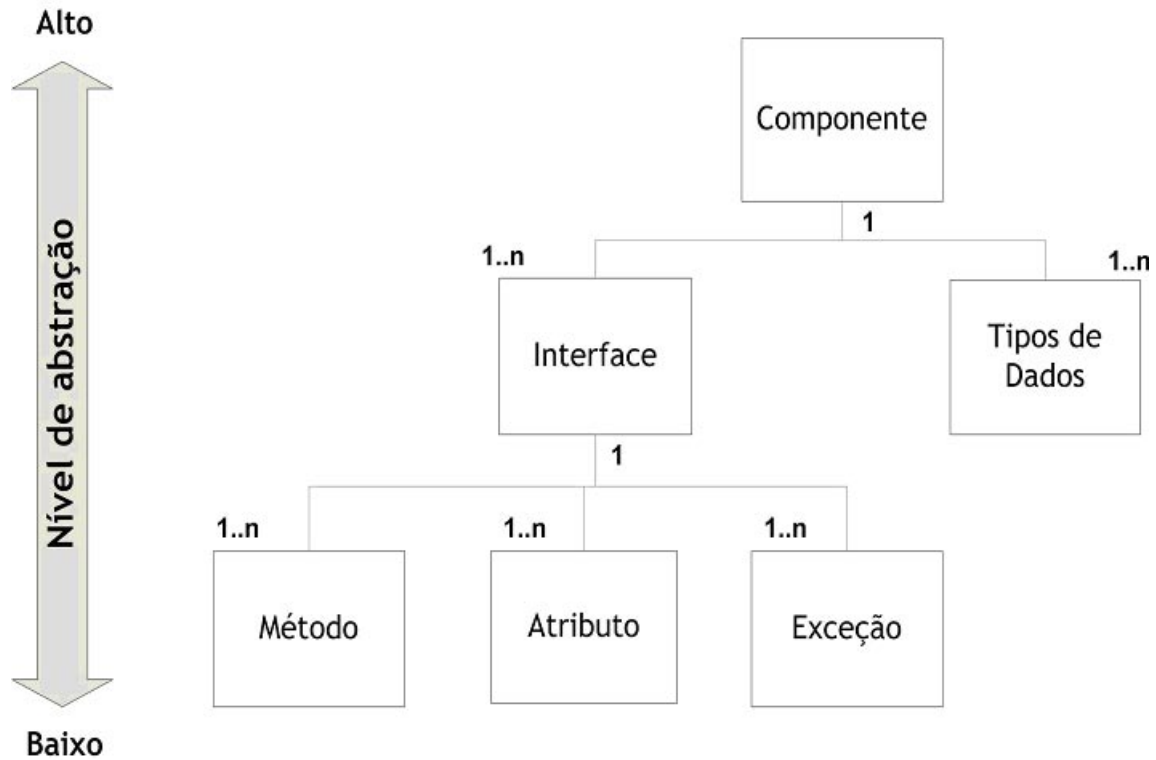 Alto
Nível de abstração
Baixo
Componente
1
1..n
1..n
Interface
Tipos de
Dados
1
1..n
1..n
1..n
Método
Atributo
Exceção